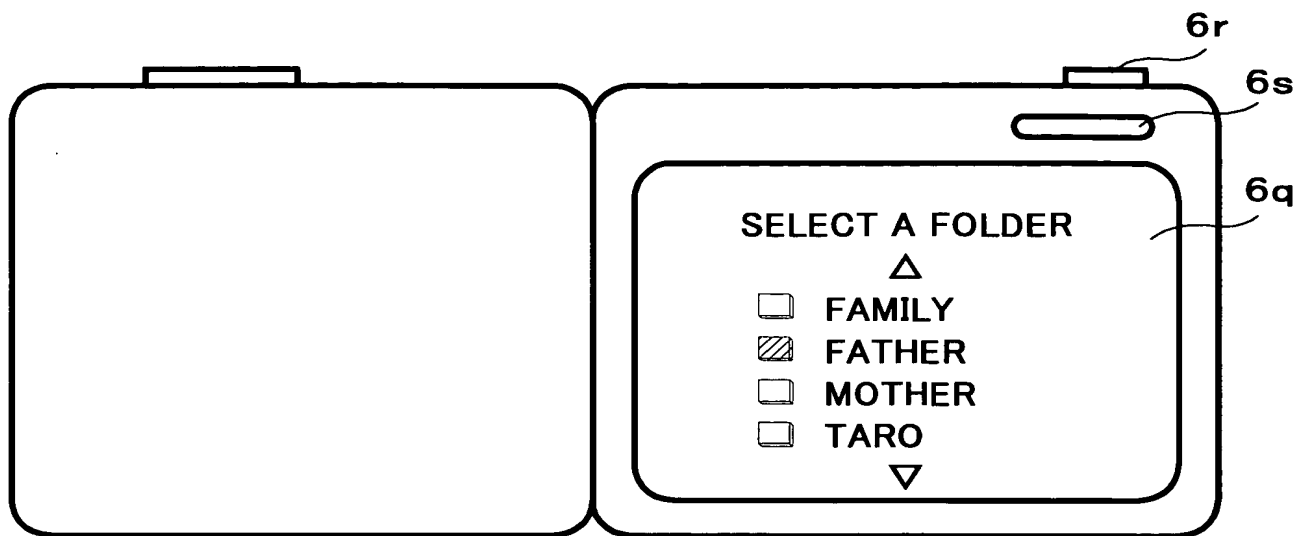 6r
6s
6q
SELECT A FOLDER
FAMILY
FATHER
MOTHER
TARO